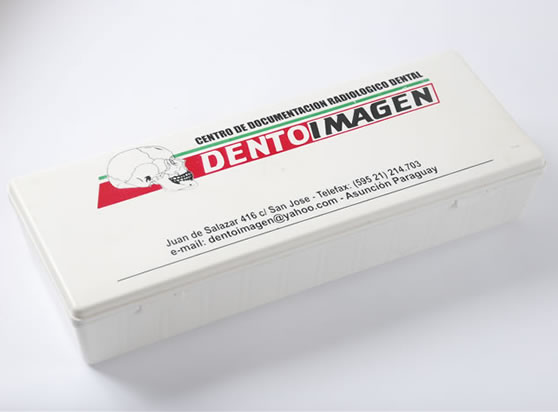 CENTRO DE DOCUMENTACION RADIOLOGICO DENTAL
DENTOIMAGEN
Juan de Salazar 416 c/ San Jose - Telefax: (595 21) 214.703
e-mail: dentoimagen@yahoo.com - Asunción Paraguay